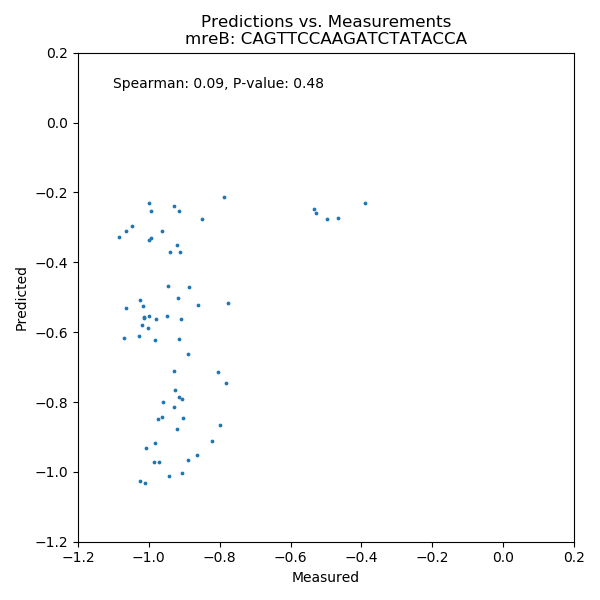 Predictions vs. Measurements
mreB: CAGTTCCAAGATCTATACCA
0.2
Spearman: 0.09, P-value: 0.48
0.0
−0.2
−0.4
Predicted
−0.6
−0.8
−1.0
−1.2
−1.2 −1.0 −0.8 −0.6 −0.4 −0.2 0.0 0.2
Measured